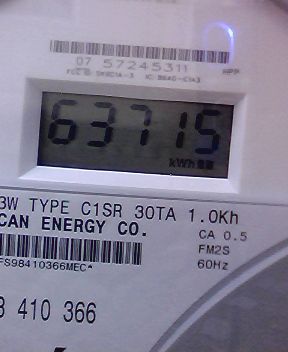 07 57245311
63715
kWh
3W TYPE C1SR 30TA 1.0Kh
CAN ENERGY CO.
CA 0.5
FM2S
60Hz
FS98410366MEC*
8 410 366